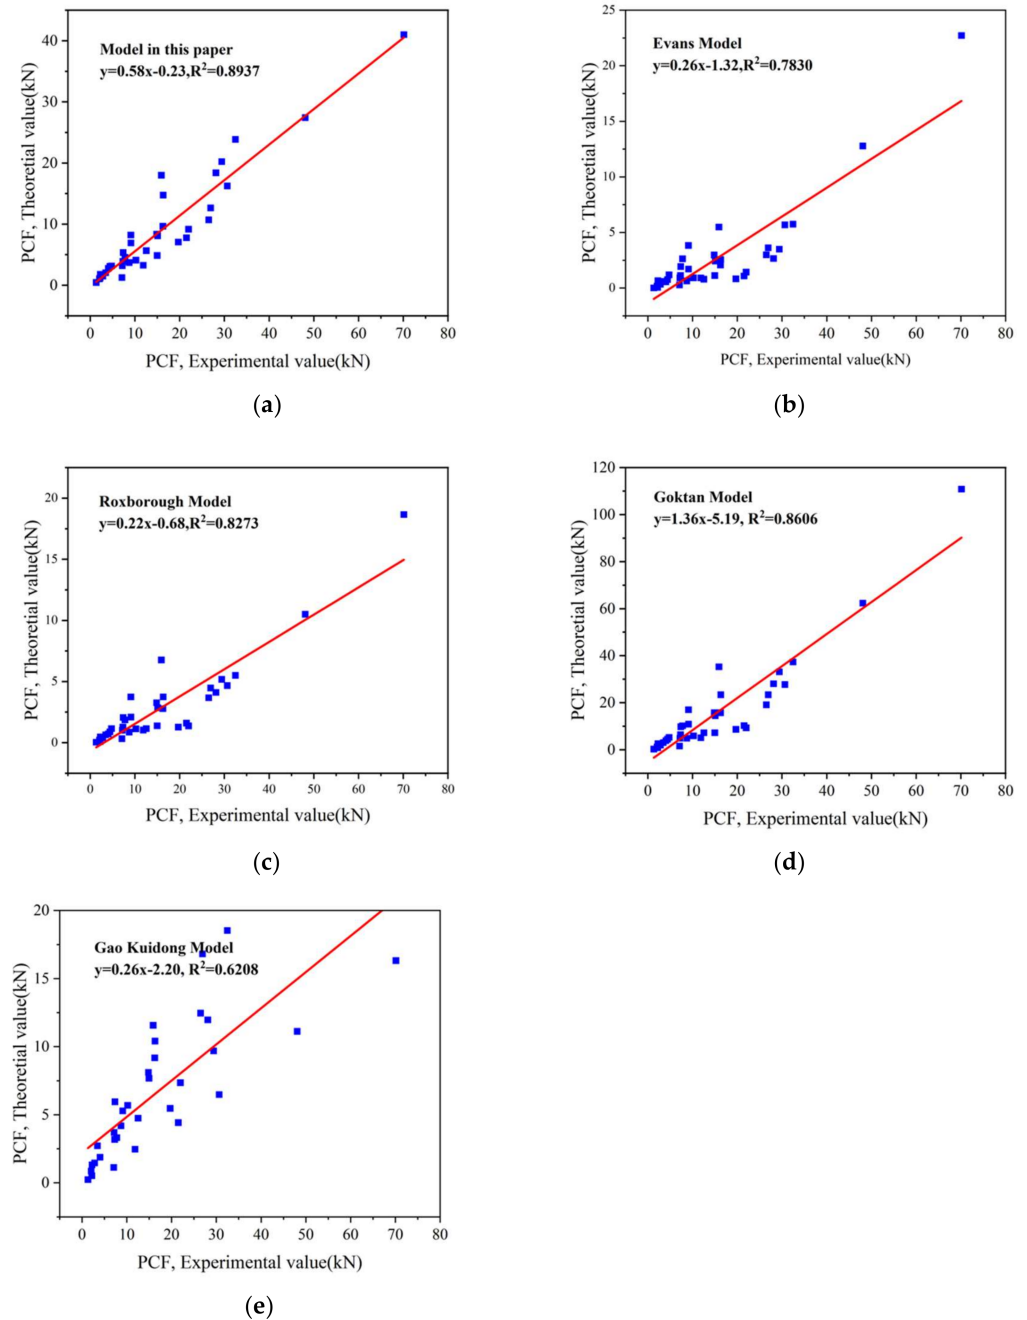 Model in this paper
y=0.58x-0.23,R²=0.8937
PCF, Theoretial value(kN)
40
30
20
10
0
0 10 20 30 40 50 60 70 80
PCF, Experimental value(kN)
(a)
Evans Model
y=0.26x-1.32,R²=0.7830
PCF, Theoretial value(kN)
25
20
15
10
5
0
0 10 20 30 40 50 60 70 80
PCF, Experimental value(kN)
(b)
Roxborough Model
y=0.22x-0.68,R²=0.8273
PCF, Theoretial value(kN)
20
15
10
5
0
0 10 20 30 40 50 60 70 80
PCF, Experimental value(kN)
(c)
Goktan Model
y=1.36x-5.19, R²=0.8606
PCF, Theoretial value(kN)
120
100
80
60
40
20
0
0 10 20 30 40 50 60 70 80
PCF, Experimental value(kN)
(d)
Gao Kuidong Model
y=0.26x-2.20, R²=0.6208
PCF, Theoretial value(kN)
20
15
10
5
0
0 10 20 30 40 50 60 70 80
PCF, Experimental value(kN)
(e)